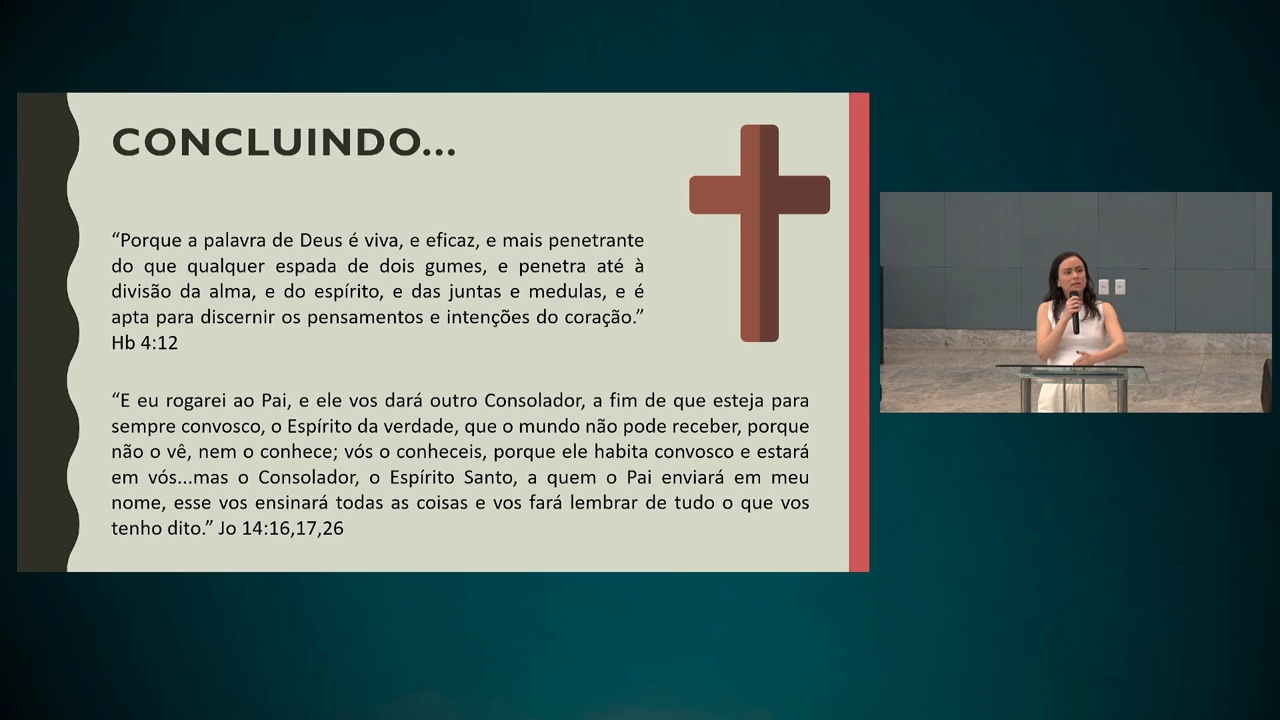 CONCLUINDO...
“Porque a palavra de Deus é viva, e eficaz, e mais penetrante
do que qualquer espada de dois gumes, e penetra até à
divisão da alma, e do espírito, e das juntas e medulas, e é
apta para discernir os pensamentos e intenções do coração.”
Hb 4:12
“E eu rogarei ao Pai, e ele vos dará outro Consolador, a fim de que esteja para
sempre convosco, o Espírito da verdade, que o mundo não pode receber, porque
não o vê, nem o conhece; vós o conheceis, porque ele habita convosco e estará
em vós...mas o Consolador, o Espírito Santo, a quem o Pai enviará em meu
nome, esse vos ensinará todas as coisas e vos fará lembrar de tudo o que vos
tenho dito.” Jo 14:16,17,26